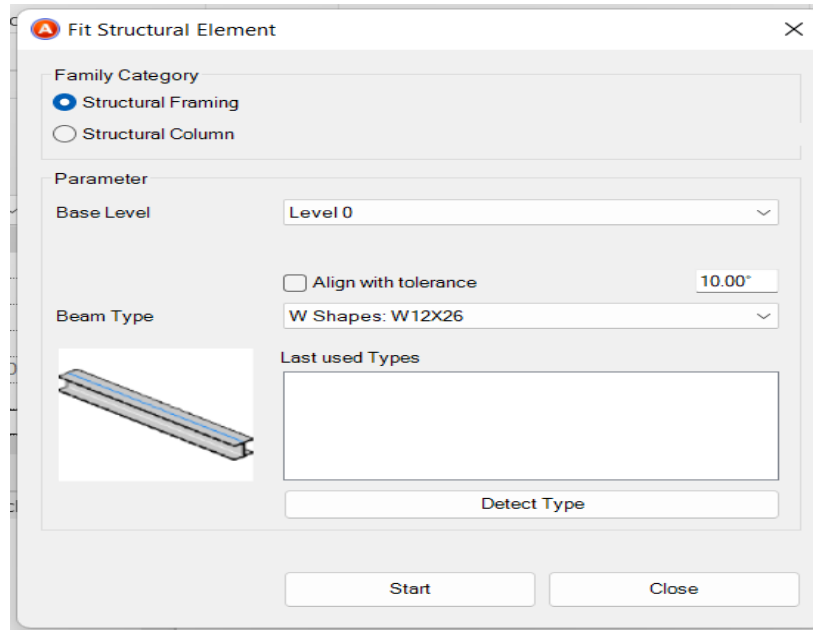 Fit Structural Element
Family Category
Structural Framing
Structural Column
Parameter
Base Level
Level 0
Align with tolerance
10.00°
Beam Type
W Shapes: W12X26
Last used Types
Detect Type
Start
Close